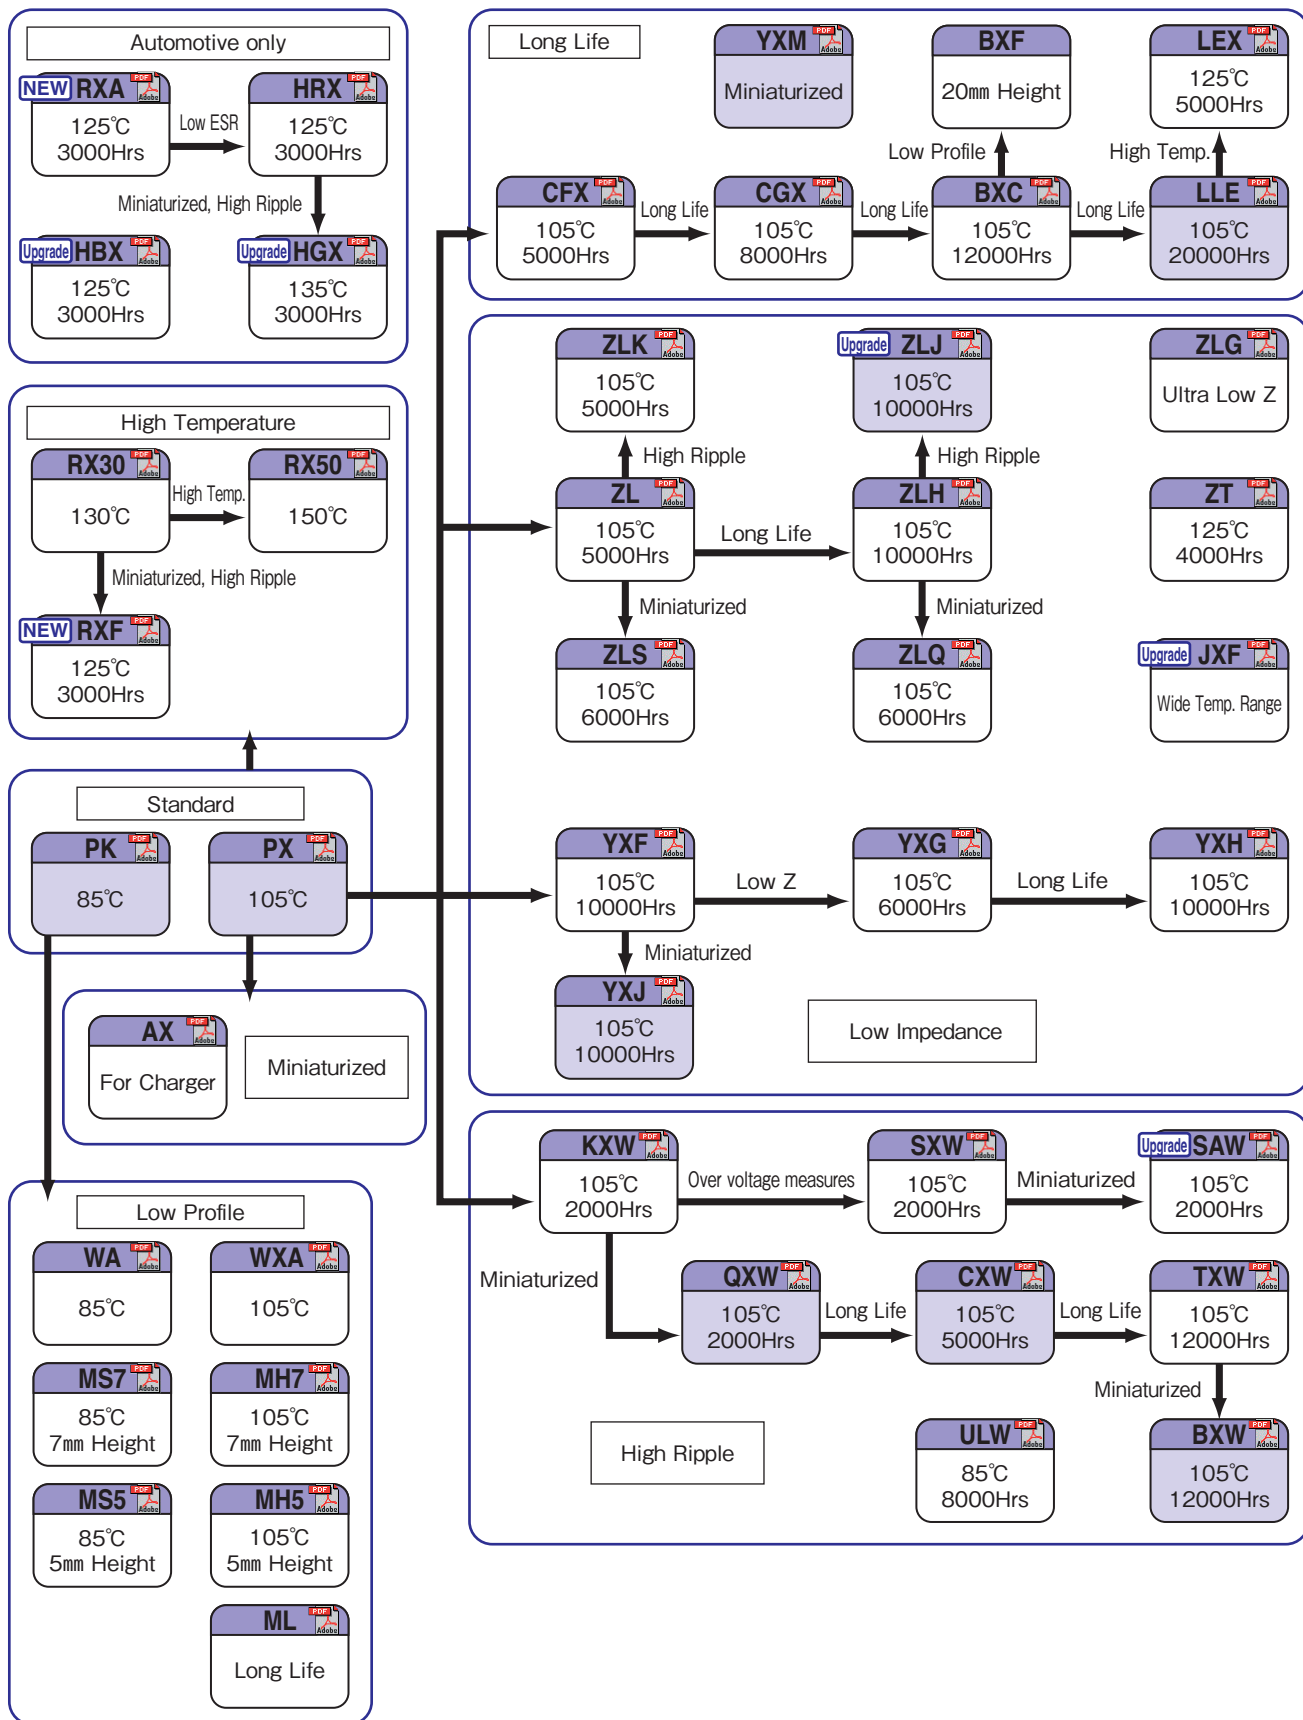 Automotive only
NEW RXA
125℃
3000Hrs
Low ESR
HRX
125℃
3000Hrs
Miniaturized, High Ripple
Upgrade HBX
125℃
3000Hrs
Upgrade HGX
135℃
3000Hrs
High Temperature
RX30
130℃
High Temp.
RX50
150℃
Miniaturized, High Ripple
NEW RXF
125℃
3000Hrs
Standard
PK
85℃
PX
105℃
AX
For Charger
Miniaturized
Low Profile
WA
85℃
WXA
105℃
MS7
85℃
7mm Height
MH7
105℃
7mm Height
MS5
85℃
5mm Height
MH5
105℃
5mm Height
ML
Long Life
Long Life
YXM
Miniaturized
BXF
20mm Height
LEX
125℃
5000Hrs
Low Profile
High Temp.
CFX
105℃
5000Hrs
Long Life
CGX
105℃
8000Hrs
Long Life
BXC
105℃
12000Hrs
Long Life
LLE
105℃
20000Hrs
ZLK
105℃
5000Hrs
Upgrade ZLJ
105℃
10000Hrs
ZLG
Ultra Low Z
High Ripple
High Ripple
ZL
105℃
5000Hrs
Long Life
ZLH
105℃
10000Hrs
ZT
125℃
4000Hrs
Miniaturized
Miniaturized
ZLS
105℃
6000Hrs
ZLQ
105℃
6000Hrs
Upgrade JXF
Wide Temp. Range
YXF
105℃
10000Hrs
Low Z
YXG
105℃
6000Hrs
Long Life
YXH
105℃
10000Hrs
Miniaturized
YXJ
105℃
10000Hrs
Low Impedance
KXW
105℃
2000Hrs
Over voltage measures
SXW
105℃
2000Hrs
Miniaturized
Upgrade SAW
105℃
2000Hrs
Miniaturized
QXW
105℃
2000Hrs
Long Life
CXW
105℃
5000Hrs
Long Life
TXW
105℃
12000Hrs
Miniaturized
High Ripple
ULW
85℃
8000Hrs
BXW
105℃
12000Hrs